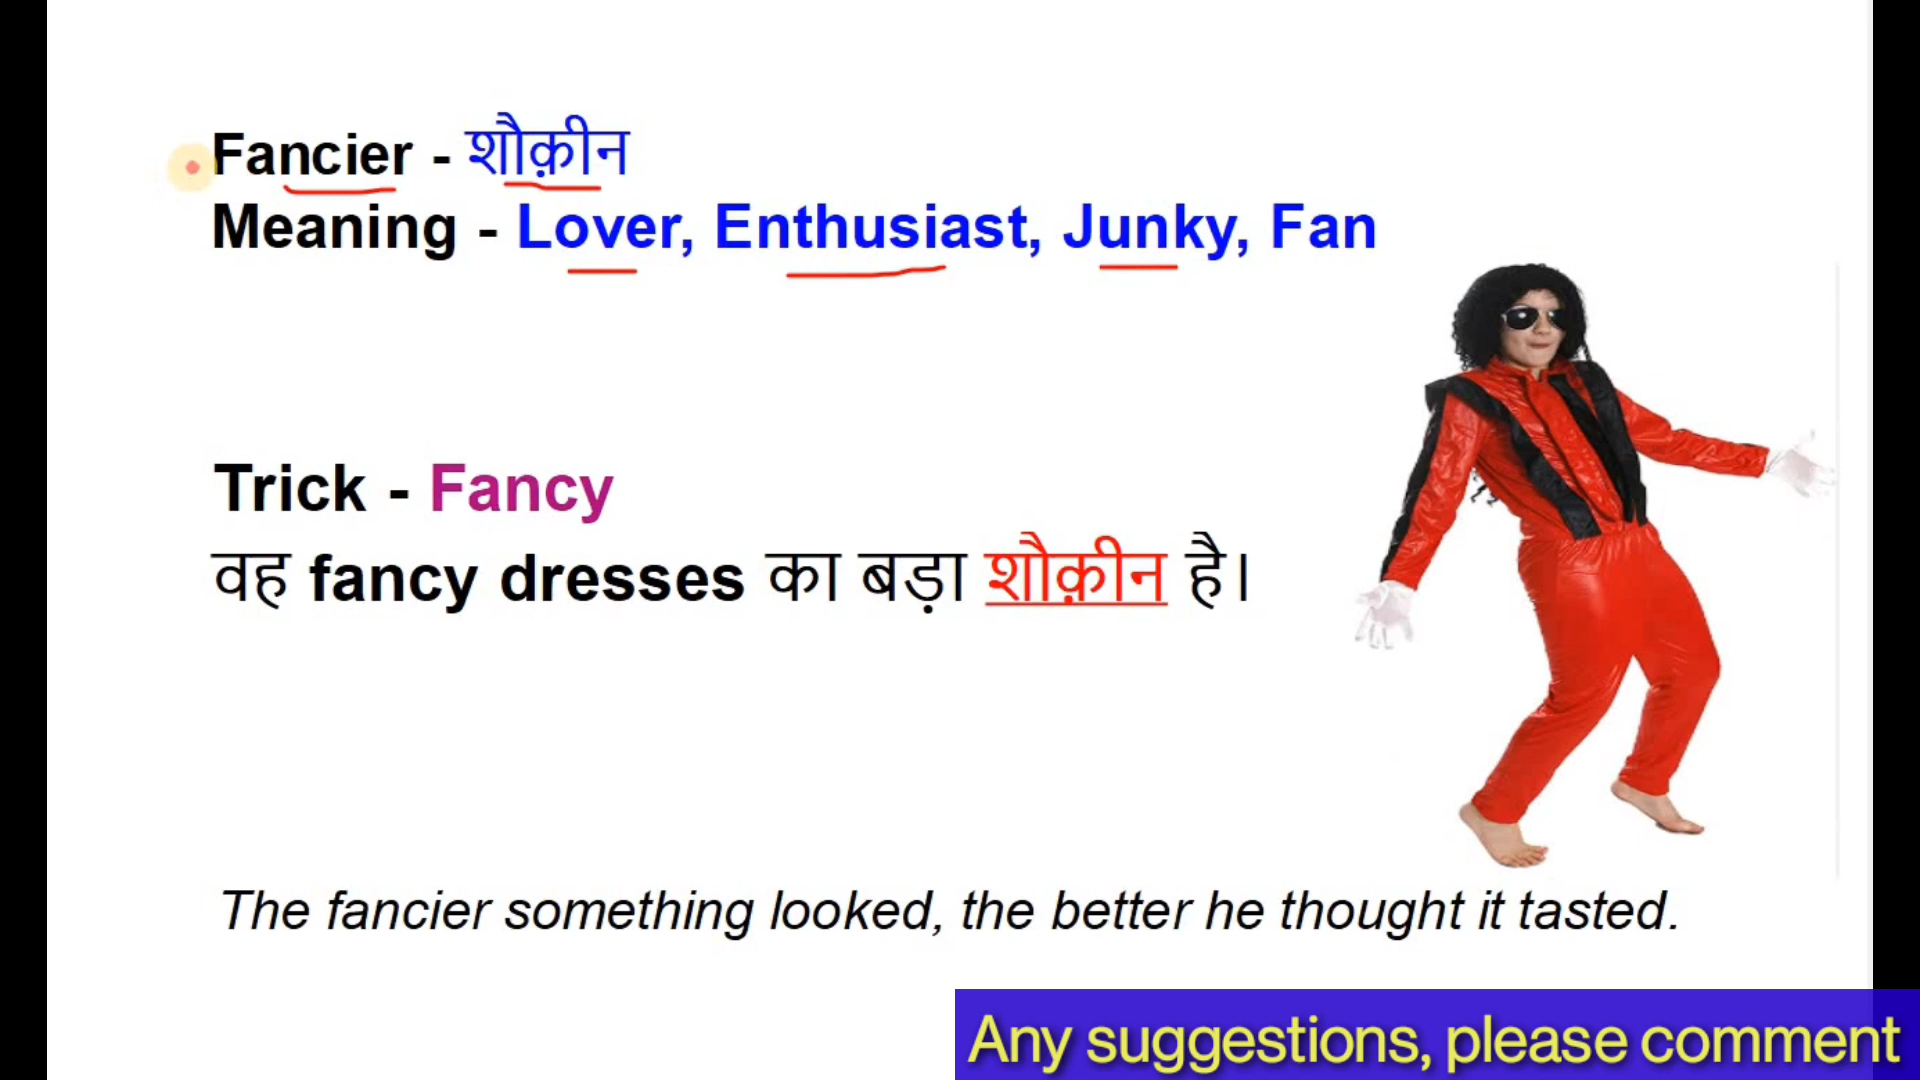 Fancier - शौक़ीन
Meaning - Lover, Enthusiast, Junky, Fan
Trick - Fancy
वह fancy dresses का बड़ा शौक़ीन है।
The fancier something looked, the better he thought it tasted.
Any suggestions, please comment